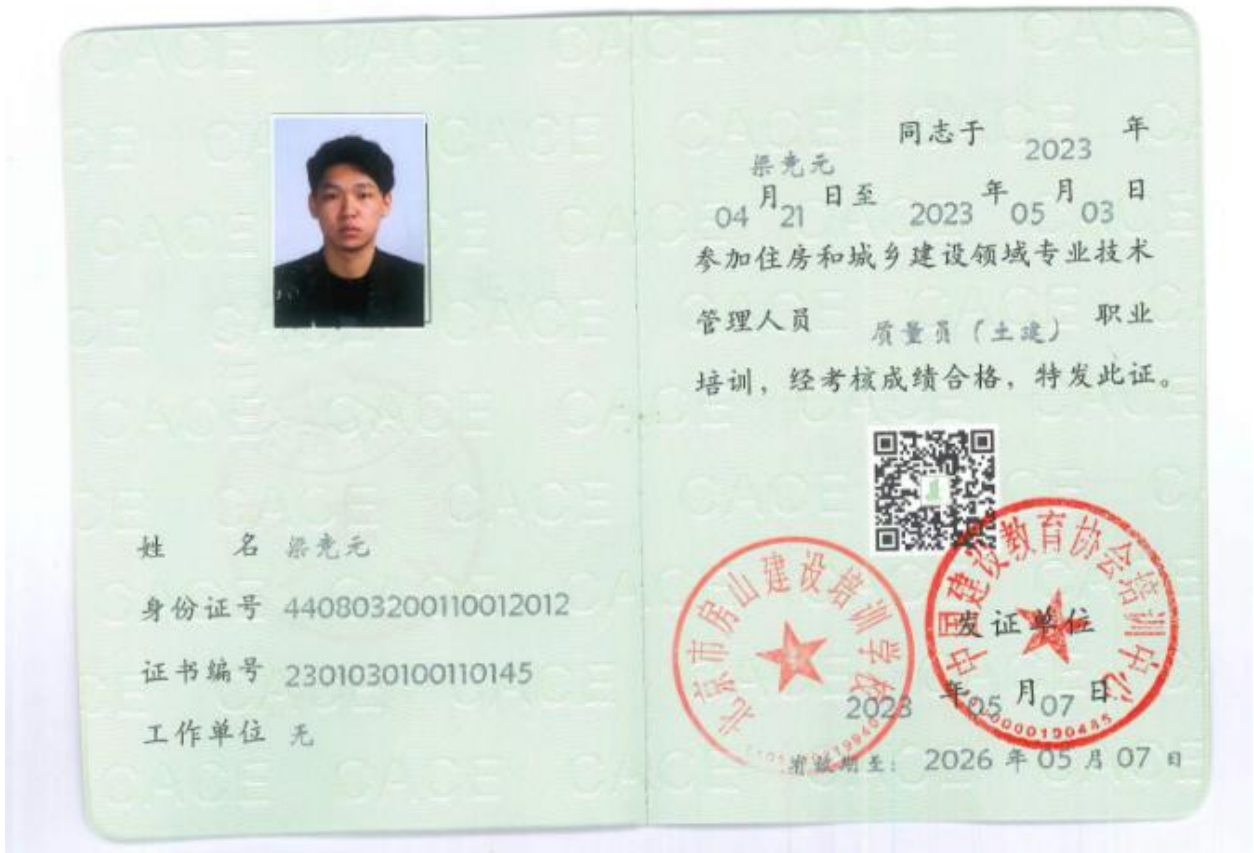 姓 名 梁竞元
身份证号 440803200110012012
证书编号 2301030100110145
工作单位 无
梁竞元 同志于 2023 年
04 月 21 日至 2023 年 05 月 03 日
参加住房和城乡建设领域专业技术
管理人员 质量员（土建） 职业
培训，经考核成绩合格，特发此证。
北京市房山建设培训学校
中国建设教育协会培训中心
发证单位
2023 年 05 月 07 日
有效期至： 2026 年 05 月 07 日
CACE